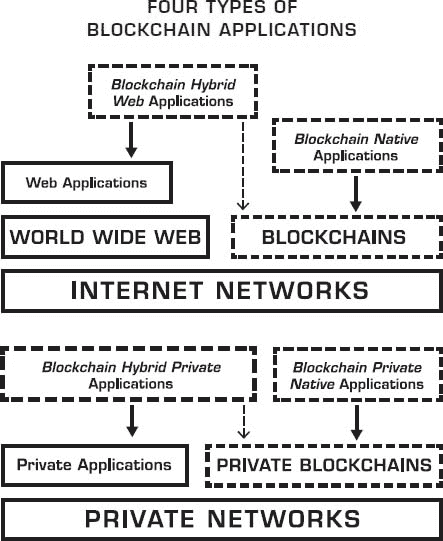 FOUR TYPES OF
BLOCKCHAIN APPLICATIONS
Blockchain Hybrid
Web Applications
Blockchain Native
Applications
Web Applications
WORLD WIDE WEB
BLOCKCHAINS
INTERNET NETWORKS
Blockchain Hybrid Private
Applications
Blockchain Private
Native Applications
Private Applications
PRIVATE BLOCKCHAINS
PRIVATE NETWORKS